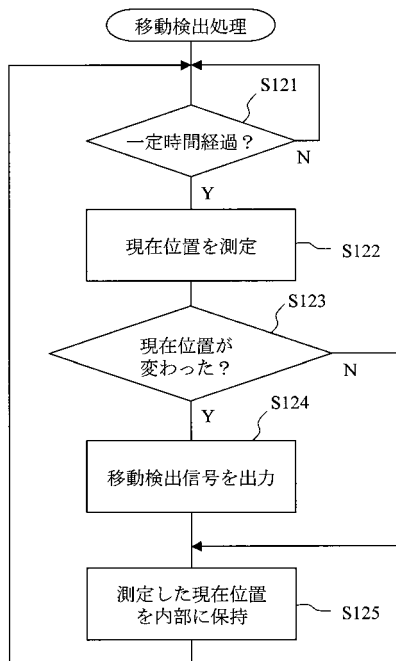 移動検出処理
S121
一定時間経過？
N
Y
現在位置を測定
S122
S123
現在位置が
変わった？
N
Y
S124
移動検出信号を出力
測定した現在位置
を内部に保持
S125